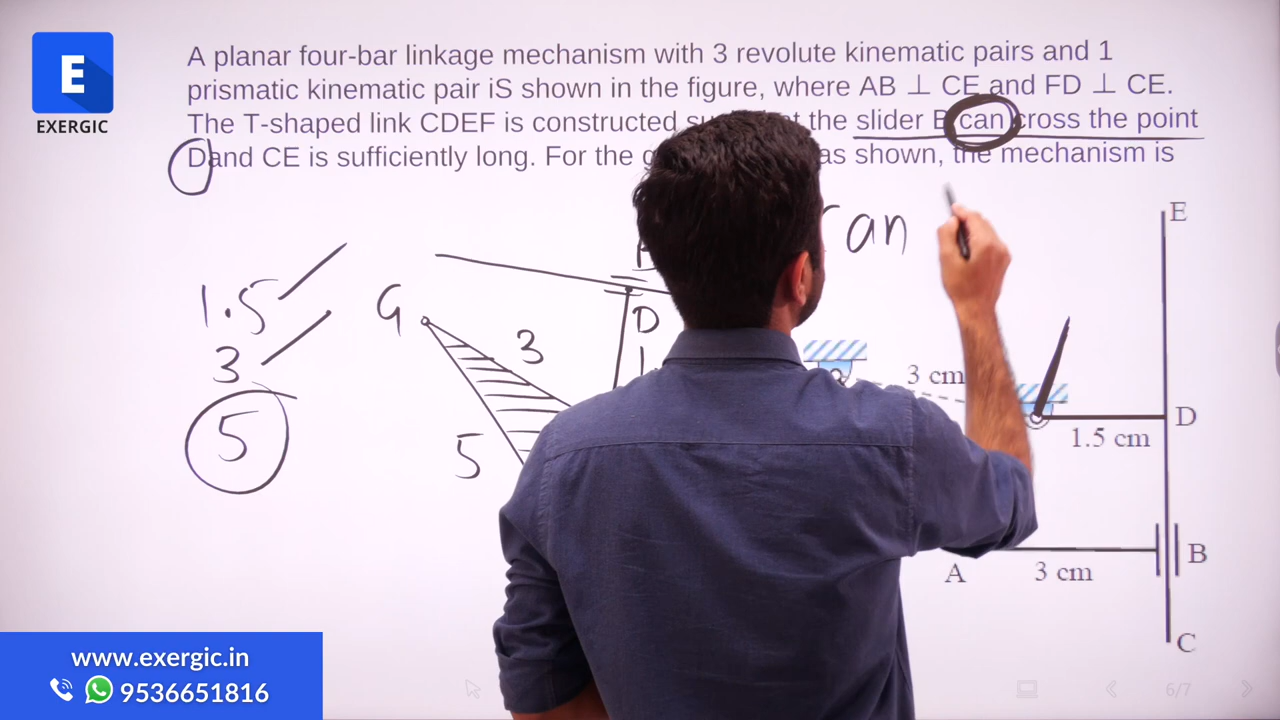 E
EXERGIC
A planar four-bar linkage mechanism with 3 revolute kinematic pairs and 1
prismatic kinematic pair iS shown in the figure, where AB ⊥ CE and FD ⊥ CE.
The T-shaped link CDEF is constructed the slider B can cross the point
Dand CE is sufficiently long. For the as shown, the mechanism is
1.5
3
5
G
3
5
D
an
E
3 cm
D
1.5 cm
B
A
3 cm
C
www.exergic.in
9536651816
6/7